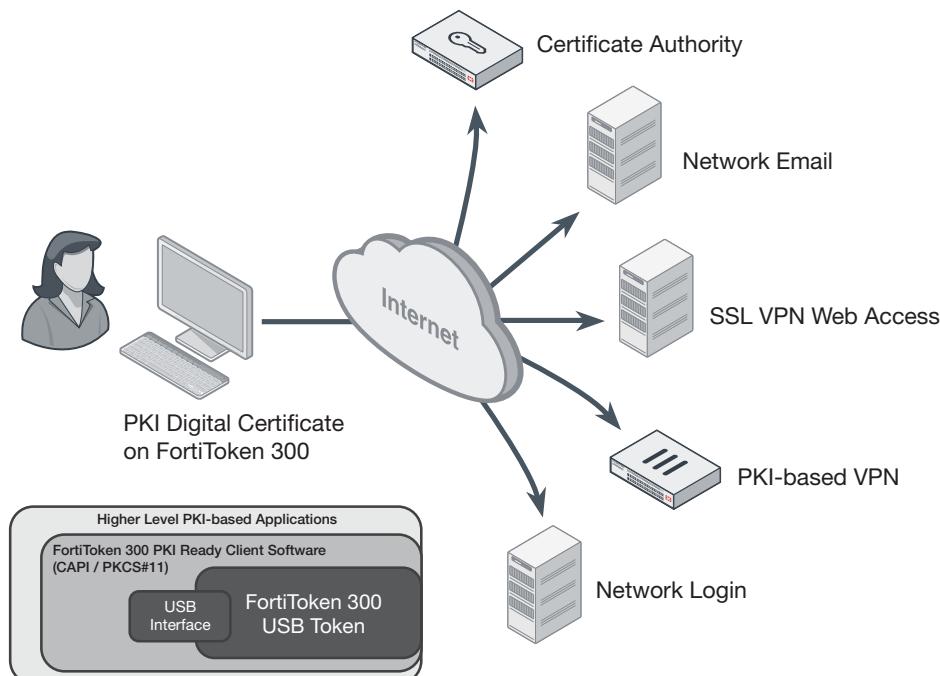 Certificate Authority
Network Email
Internet
SSL VPN Web Access
PKI Digital Certificate
on FortiToken 300
PKI-based VPN
Network Login
Higher Level PKI-based Applications
FortiToken 300 PKI Ready Client Software
(CAPI / PKCS#11)
USB
Interface
FortiToken 300
USB Token